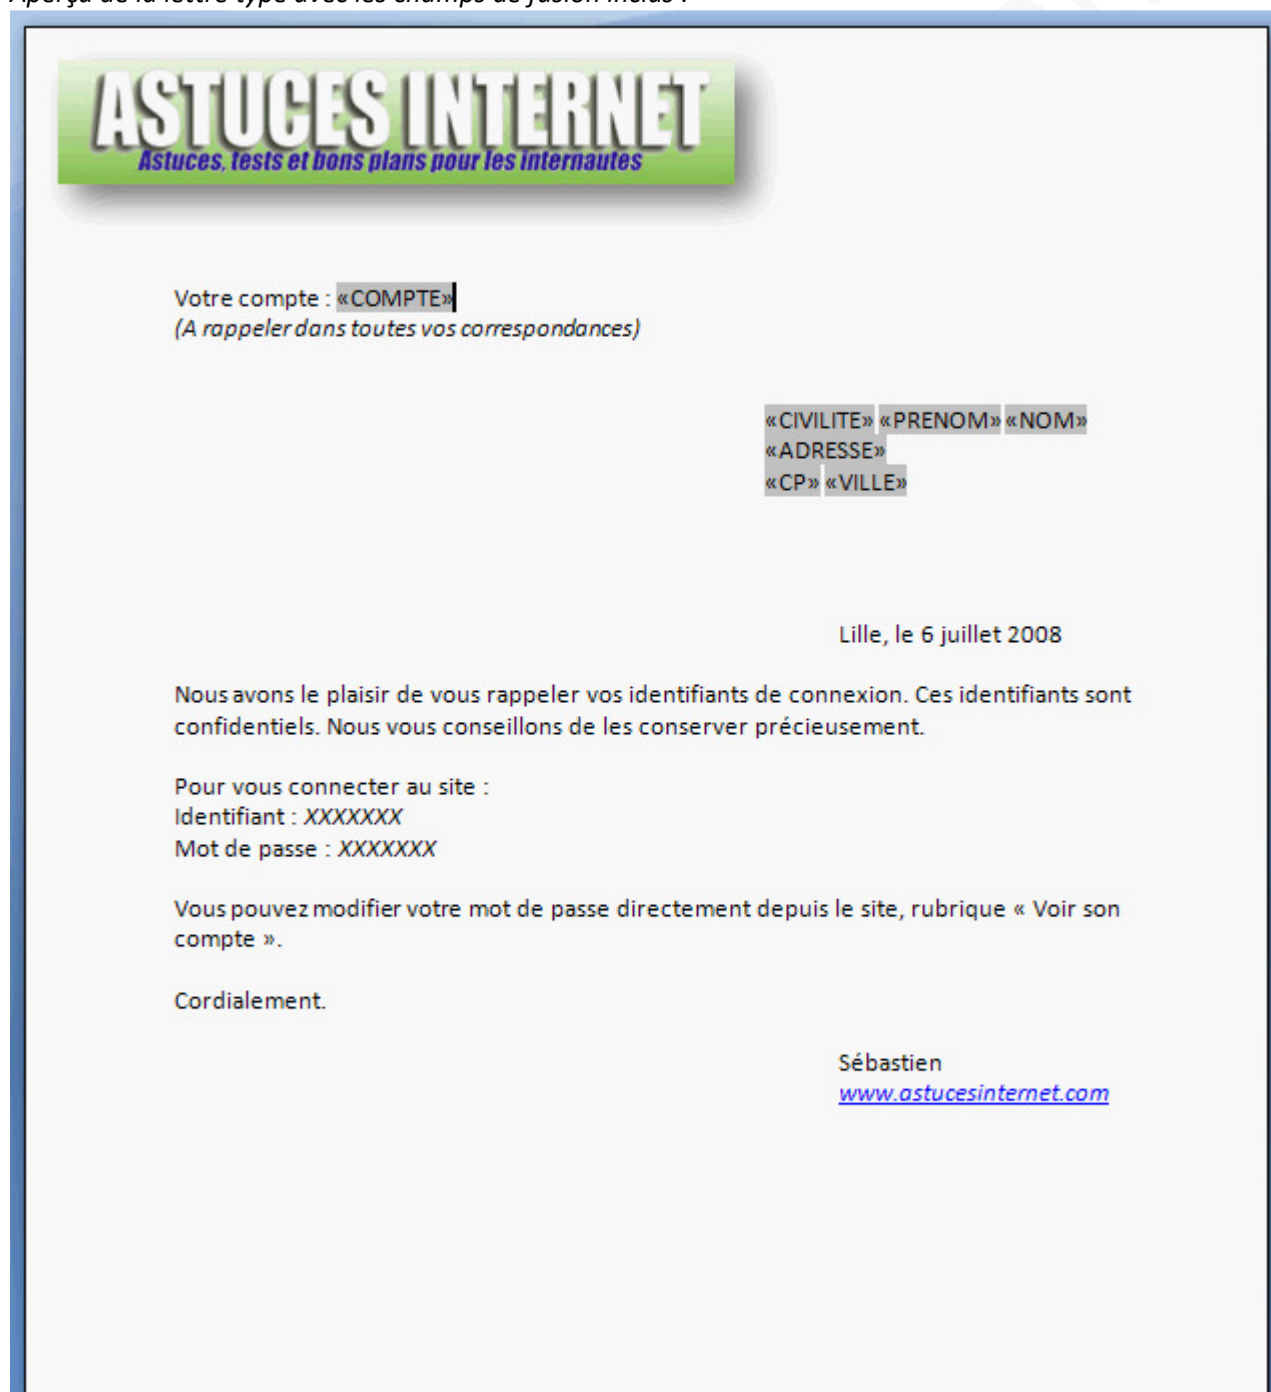 Aperçu de la lettre type avec les champs de fusion inclus :
ASTUCES INTERNET
Astuces, tests et bons plans pour les internautes
Votre compte : «COMPTE»
(A rappeler dans toutes vos correspondances)
«CIVILITE» «PRENOM» «NOM»
«ADRESSE»
«CP» «VILLE»
Lille, le 6 juillet 2008
Nous avons le plaisir de vous rappeler vos identifiants de connexion. Ces identifiants sont
confidentiels. Nous vous conseillons de les conserver précieusement.
Pour vous connecter au site :
Identifiant : XXXXXXX
Mot de passe : XXXXXXX
Vous pouvez modifier votre mot de passe directement depuis le site, rubrique « Voir son
compte ».
Cordialement.
Sébastien
www.astucesinternet.com